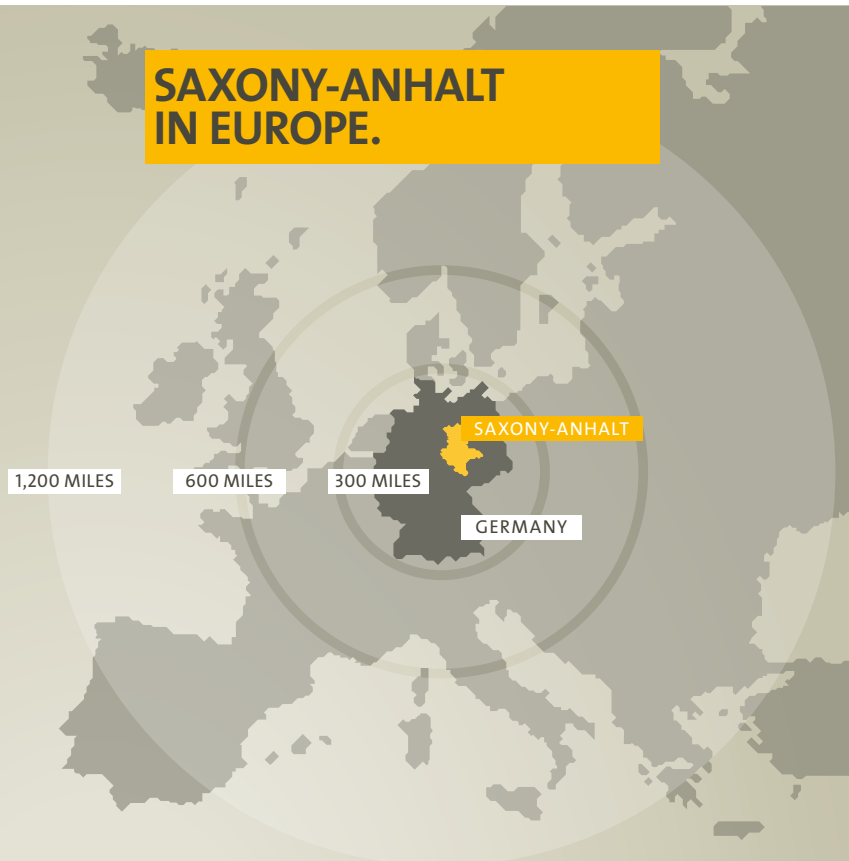 SAXONY-ANHALT
IN EUROPE.
SAXONY-ANHALT
1,200 MILES
600 MILES
300 MILES
GERMANY